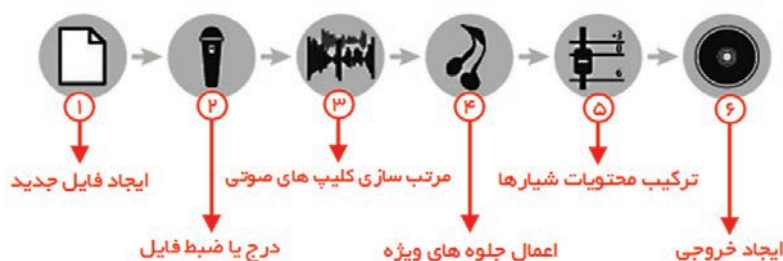 ۱
ایجاد فایل جدید
۲
درج یا ضبط فایل
۳
مرتب سازی کلیپ های صوتی
۴
اعمال جلوه های ویژه
۵
ترکیب محتویات شیارها
۶
ایجاد خروجی